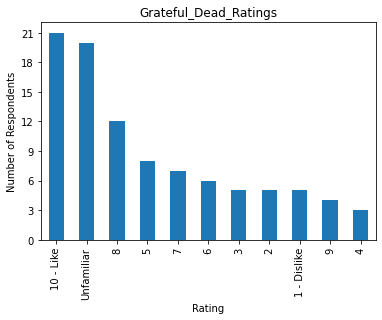 Grateful_Dead_Ratings
Number of Respondents
21
18
15
12
9
6
3
0
10 - Like
Unfamiliar
8
5
7
6
3
2
1 - Dislike
9
4
Rating